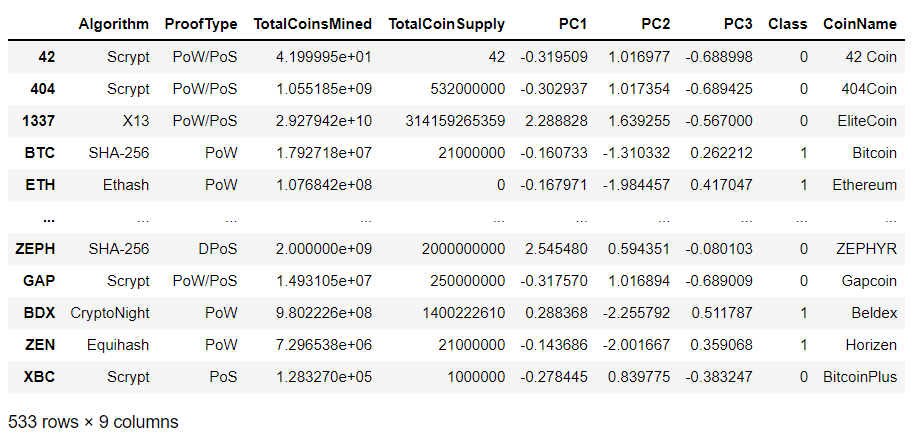 Algorithm ProofType TotalCoinsMined TotalCoinSupply PC1 PC2 PC3 Class CoinName
42 Scrypt PoW/PoS 4.199995e+01 42 -0.319509 1.016977 -0.688998 0 42 Coin
404 Scrypt PoW/PoS 1.055185e+09 532000000 -0.302937 1.017354 -0.689425 0 404Coin
1337 X13 PoW/PoS 2.927942e+10 314159265359 2.288828 1.639255 -0.567000 0 EliteCoin
BTC SHA-256 PoW 1.792718e+07 21000000 -0.160733 -1.310332 0.262212 1 Bitcoin
ETH Ethash PoW 1.076842e+08 0 -0.167971 -1.984457 0.417047 1 Ethereum
... ... ... ... ... ... ... ... ... ...
ZEPH SHA-256 DPoS 2.000000e+09 2000000000 2.545480 0.594351 -0.080103 0 ZEPHYR
GAP Scrypt PoW/PoS 1.493105e+07 250000000 -0.317570 1.016894 -0.689009 0 Gapcoin
BDX CryptoNight PoW 9.802226e+08 1400222610 0.288368 -2.255792 0.511787 1 Beldex
ZEN Equihash PoW 7.296538e+06 21000000 -0.143686 -2.001667 0.359068 1 Horizen
XBC Scrypt PoS 1.283270e+05 1000000 -0.278445 0.839775 -0.383247 0 BitcoinPlus
533 rows × 9 columns